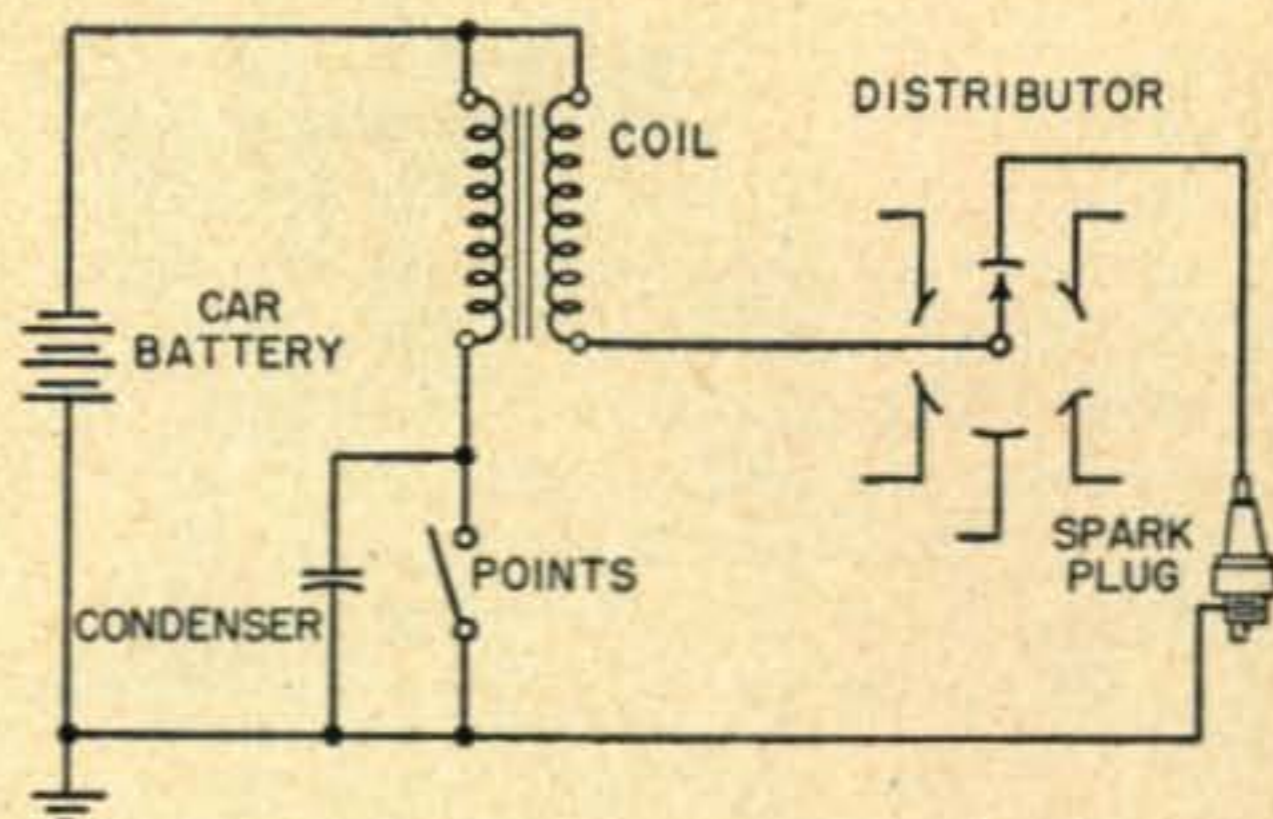 DISTRIBUTOR
COIL
CAR
BATTERY
SPARK
PLUG
POINTS
CONDENSER